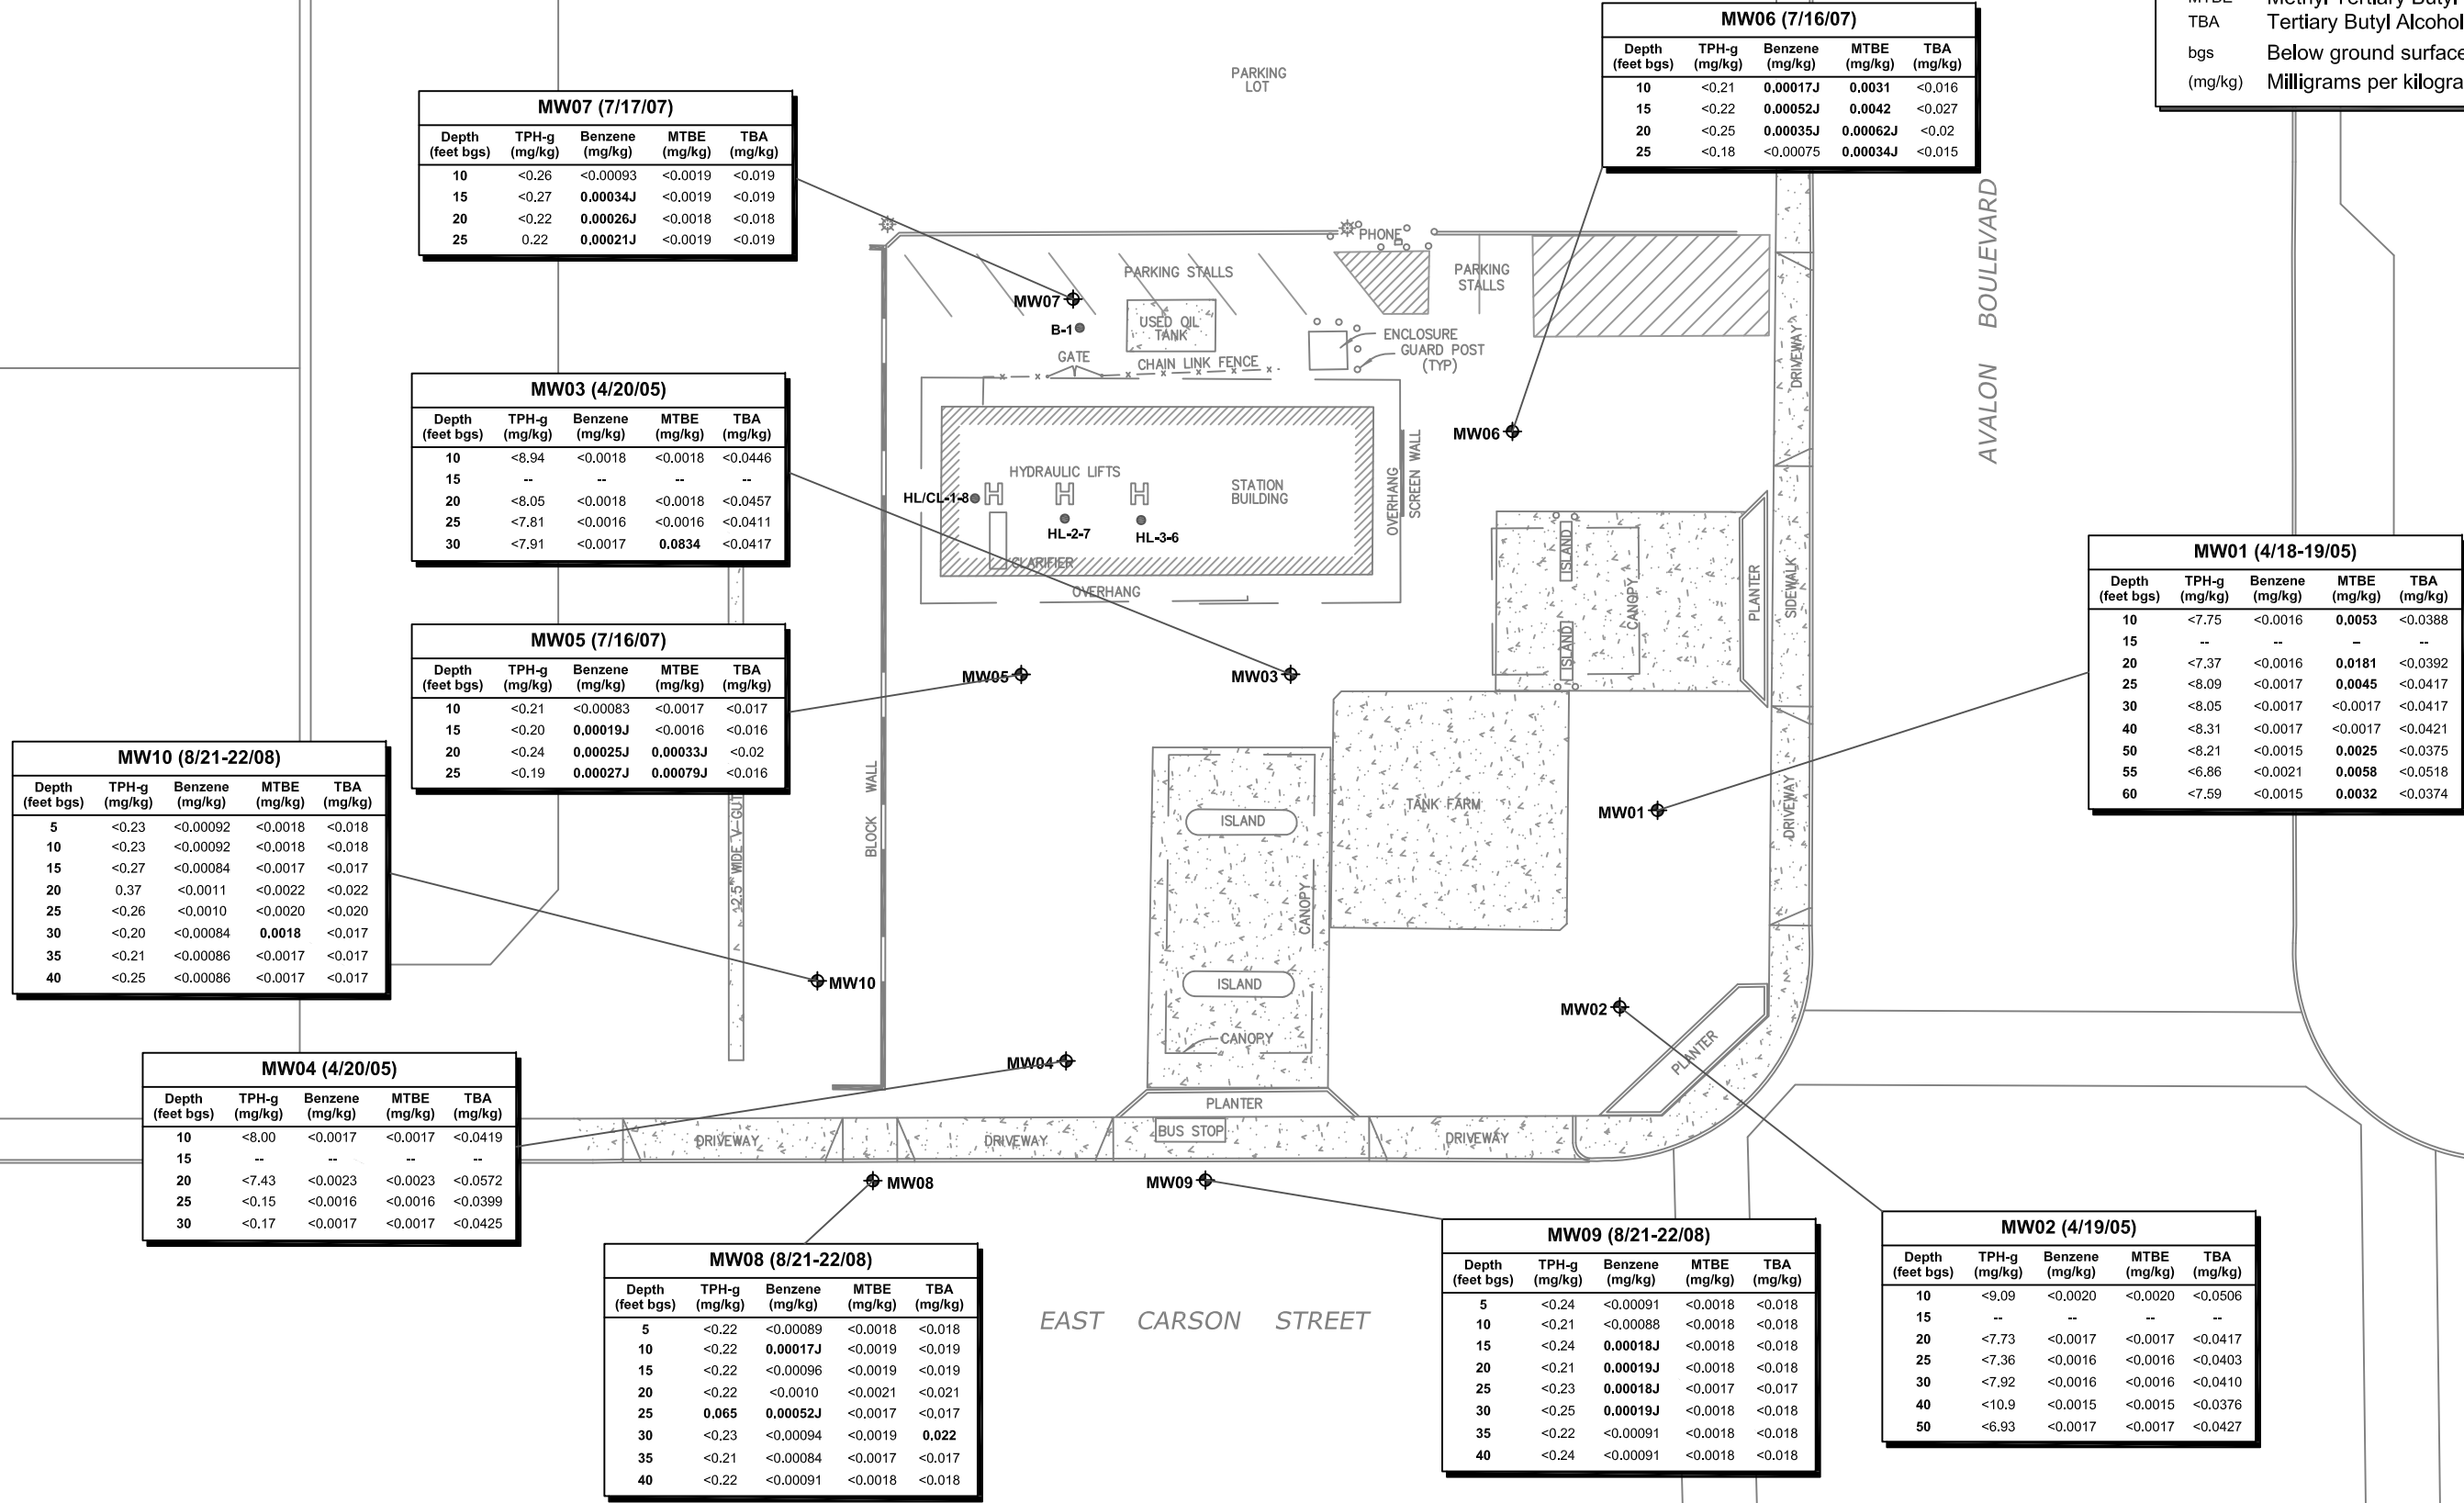 MTBE Methyl Tertiary Butyl
TBA Tertiary Butyl Alcohol
bgs Below ground surface
(mg/kg) Milligrams per kilogra
MW06 (7/16/07)
Depth (feet bgs) TPH-g (mg/kg) Benzene (mg/kg) MTBE (mg/kg) TBA (mg/kg)
10 <0.21 0.00017J 0.0031 <0.016
15 <0.22 0.00052J 0.0042 <0.027
20 <0.25 0.00035J 0.00062J <0.02
25 <0.18 <0.00075 0.00034J <0.015
PARKING
LOT
MW07 (7/17/07)
Depth (feet bgs) TPH-g (mg/kg) Benzene (mg/kg) MTBE (mg/kg) TBA (mg/kg)
10 <0.26 <0.00093 <0.0019 <0.019
15 <0.27 0.00034J <0.0019 <0.019
20 <0.22 0.00026J <0.0018 <0.018
25 0.22 0.00021J <0.0019 <0.019
AVALON BOULEVARD
PHONE
PARKING STALLS
PARKING
STALLS
MW07
B-1
USED OIL
TANK
ENCLOSURE
GUARD POST
(TYP)
GATE
CHAIN LINK FENCE
DRIVEWAY
MW03 (4/20/05)
Depth (feet bgs) TPH-g (mg/kg) Benzene (mg/kg) MTBE (mg/kg) TBA (mg/kg)
10 <8.94 <0.0018 <0.0018 <0.0446
15 -- -- -- --
20 <8.05 <0.0018 <0.0018 <0.0457
25 <7.81 <0.0016 <0.0016 <0.0411
30 <7.91 <0.0017 0.0834 <0.0417
MW06
HYDRAULIC LIFTS
STATION
BUILDING
HL/CL-1-8
HL-2-7
HL-3-6
OVERHANG
SCREEN WALL
CLARIFIER
OVERHANG
ISLAND
ISLAND
CANOPY
PLANTER
SIDEWALK
MW01 (4/18-19/05)
Depth (feet bgs) TPH-g (mg/kg) Benzene (mg/kg) MTBE (mg/kg) TBA (mg/kg)
10 <7.75 <0.0016 0.0053 <0.0388
15 -- -- -- --
20 <7.37 <0.0016 0.0181 <0.0392
25 <8.09 <0.0017 0.0045 <0.0417
30 <8.05 <0.0017 <0.0017 <0.0417
40 <8.31 <0.0017 <0.0017 <0.0421
50 <8.21 <0.0015 0.0025 <0.0375
55 <6.86 <0.0021 0.0058 <0.0518
60 <7.59 <0.0015 0.0032 <0.0374
MW05 (7/16/07)
Depth (feet bgs) TPH-g (mg/kg) Benzene (mg/kg) MTBE (mg/kg) TBA (mg/kg)
10 <0.21 <0.00083 <0.0017 <0.017
15 <0.20 0.00019J <0.0016 <0.016
20 <0.24 0.00025J 0.00033J <0.02
25 <0.19 0.00027J 0.00079J <0.016
MW05
MW03
MW10 (8/21-22/08)
Depth (feet bgs) TPH-g (mg/kg) Benzene (mg/kg) MTBE (mg/kg) TBA (mg/kg)
5 <0.23 <0.00092 <0.0018 <0.018
10 <0.23 <0.00092 <0.0018 <0.018
15 <0.27 <0.00084 <0.0017 <0.017
20 0.37 <0.0011 <0.0022 <0.022
25 <0.26 <0.0010 <0.0020 <0.020
30 <0.20 <0.00084 0.0018 <0.017
35 <0.21 <0.00086 <0.0017 <0.017
40 <0.25 <0.00086 <0.0017 <0.017
2.5" WIDE V-GUT
BLOCK WALL
ISLAND
TANK FARM
MW01
DRIVEWAY
CANOPY
MW10
ISLAND
MW02
CANOPY
PLANTER
MW04
MW04 (4/20/05)
Depth (feet bgs) TPH-g (mg/kg) Benzene (mg/kg) MTBE (mg/kg) TBA (mg/kg)
10 <8.00 <0.0017 <0.0017 <0.0419
15 -- -- -- --
20 <7.43 <0.0023 <0.0023 <0.0572
25 <0.15 <0.0016 <0.0016 <0.0399
30 <0.17 <0.0017 <0.0017 <0.0425
PLANTER
DRIVEWAY
DRIVEWAY
BUS STOP
DRIVEWAY
MW08
MW09
MW08 (8/21-22/08)
Depth (feet bgs) TPH-g (mg/kg) Benzene (mg/kg) MTBE (mg/kg) TBA (mg/kg)
5 <0.22 <0.00089 <0.0018 <0.018
10 <0.22 0.00017J <0.0019 <0.019
15 <0.22 <0.00096 <0.0019 <0.019
20 <0.22 <0.0010 <0.0021 <0.021
25 0.065 0.00052J <0.0017 <0.017
30 <0.23 <0.00094 <0.0019 0.022
35 <0.21 <0.00084 <0.0017 <0.017
40 <0.22 <0.00091 <0.0018 <0.018
EAST CARSON STREET
MW09 (8/21-22/08)
Depth (feet bgs) TPH-g (mg/kg) Benzene (mg/kg) MTBE (mg/kg) TBA (mg/kg)
5 <0.24 <0.00091 <0.0018 <0.018
10 <0.21 <0.00088 <0.0018 <0.018
15 <0.24 0.00018J <0.0018 <0.018
20 <0.21 0.00019J <0.0018 <0.018
25 <0.23 0.00018J <0.0017 <0.017
30 <0.25 0.00019J <0.0018 <0.018
35 <0.22 <0.00091 <0.0018 <0.018
40 <0.24 <0.00091 <0.0018 <0.018
MW02 (4/19/05)
Depth (feet bgs) TPH-g (mg/kg) Benzene (mg/kg) MTBE (mg/kg) TBA (mg/kg)
10 <9.09 <0.0020 <0.0020 <0.0506
15 -- -- -- --
20 <7.73 <0.0017 <0.0017 <0.0417
25 <7.36 <0.0016 <0.0016 <0.0403
30 <7.92 <0.0016 <0.0016 <0.0410
40 <10.9 <0.0015 <0.0015 <0.0376
50 <6.93 <0.0017 <0.0017 <0.0427